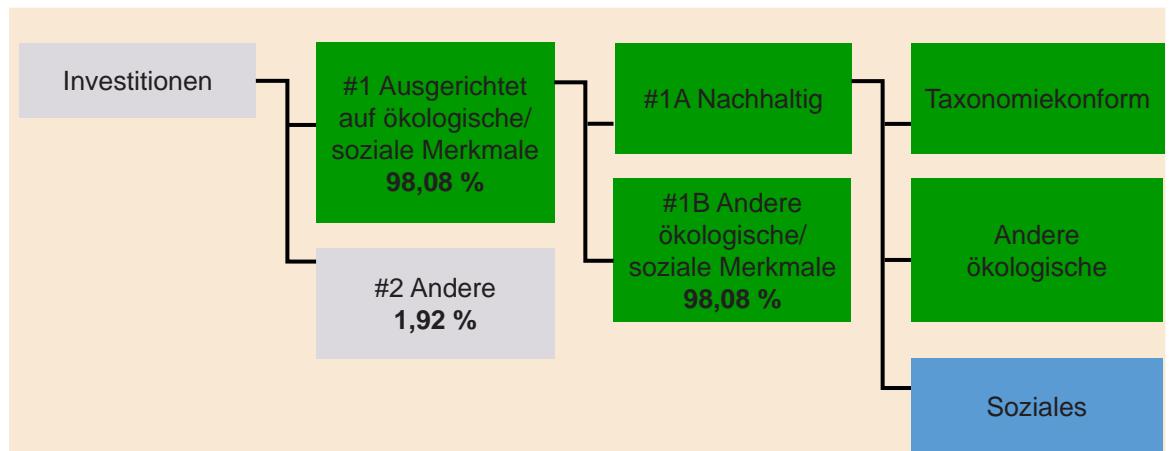 Investitionen
#1 Ausgerichtet
auf ökologische/
soziale Merkmale
98,08 %
#2 Andere
1,92 %
#1A Nachhaltig
#1B Andere
ökologische/
soziale Merkmale
98,08 %
Taxonomiekonform
Andere
ökologische
Soziales